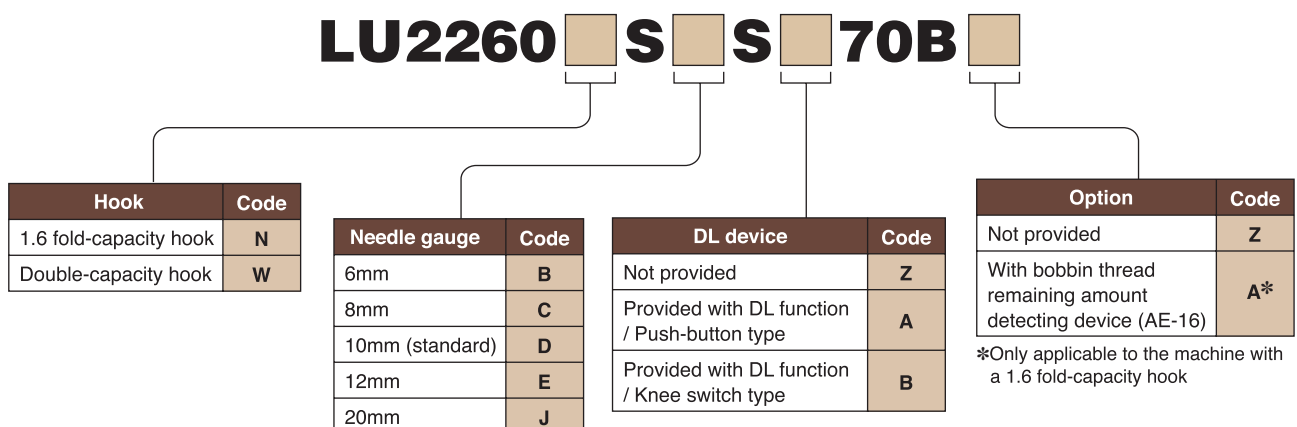 LU2260 S S 70B
Hook Code
1.6 fold-capacity hook N
Double-capacity hook W
Needle gauge Code
6mm B
8mm C
10mm (standard) D
12mm E
20mm J
DL device Code
Not provided Z
Provided with DL function
/ Push-button type A
Provided with DL function
/ Knee switch type B
Option Code
Not provided Z
With bobbin thread
remaining amount
detecting device (AE-16) A✻
✻Only applicable to the machine with
a 1.6 fold-capacity hook